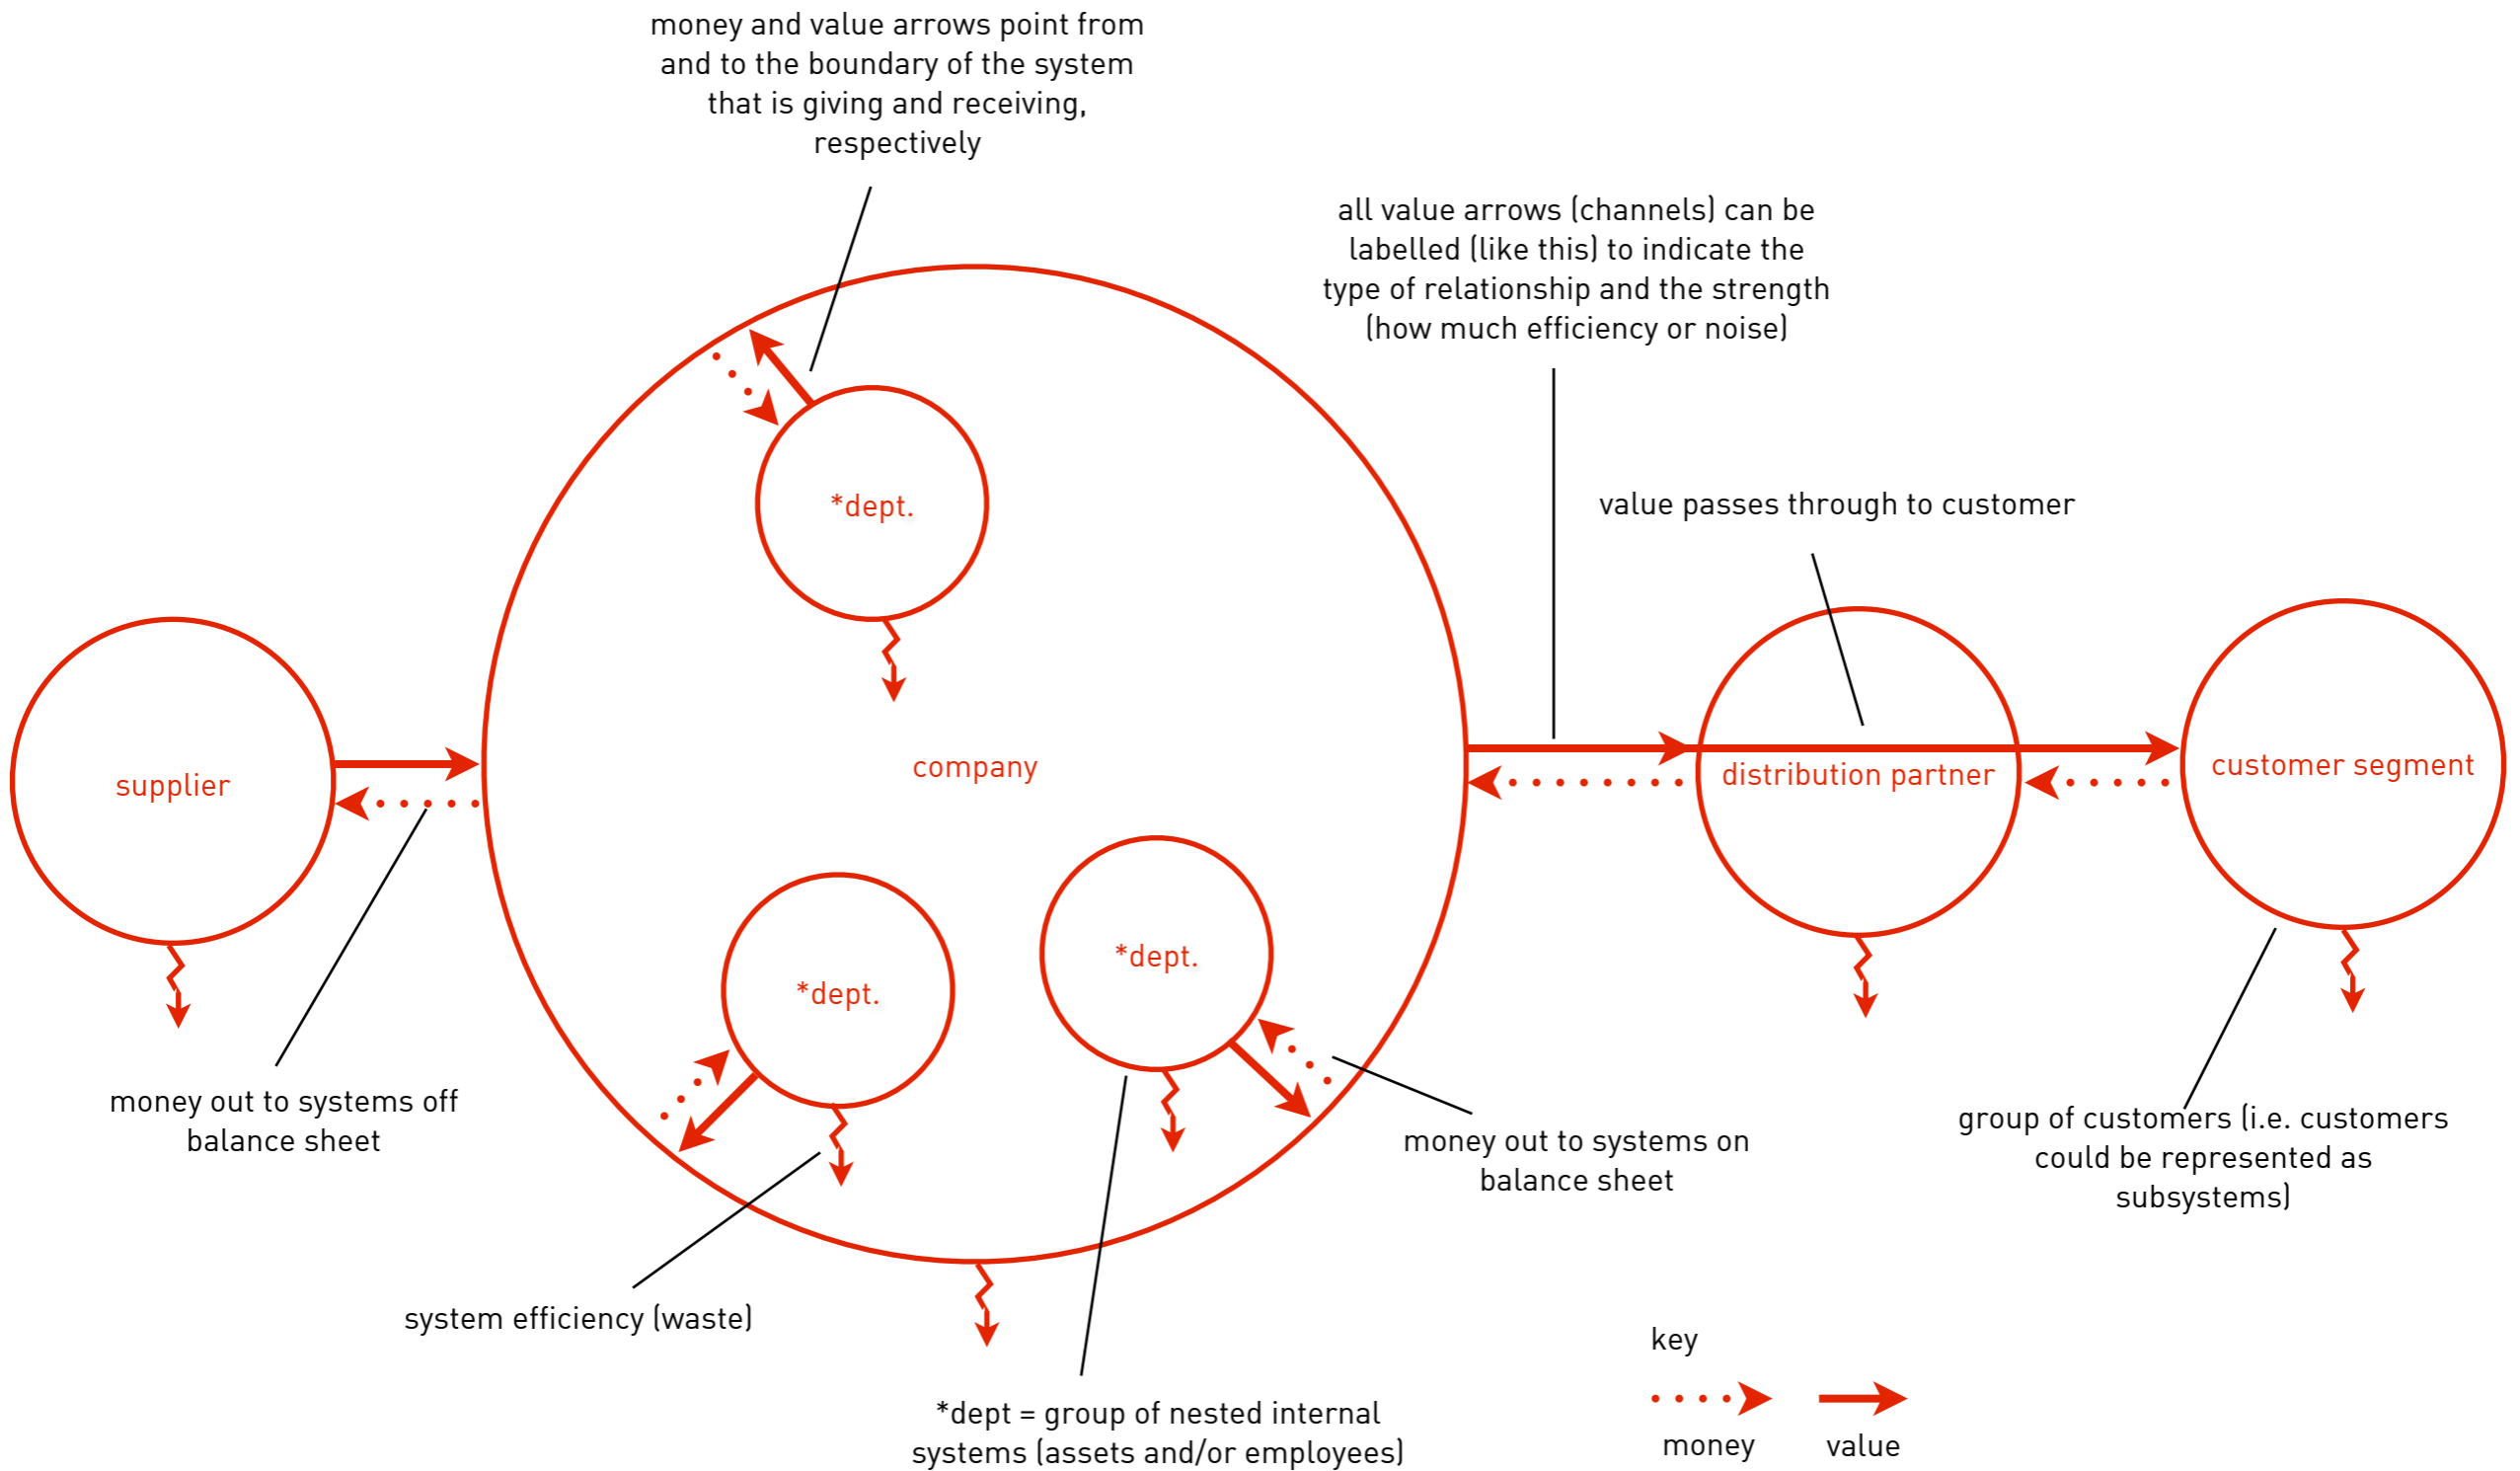 money and value arrows point from
and to the boundary of the system
that is giving and receiving,
respectively
all value arrows (channels) can be
labelled (like this) to indicate the
type of relationship and the strength
(how much efficiency or noise)
value passes through to customer
*dept.
supplier
company
distribution partner
customer segment
*dept.
*dept.
money out to systems off
balance sheet
money out to systems on
balance sheet
group of customers (i.e. customers
could be represented as
subsystems)
system efficiency (waste)
*dept = group of nested internal
systems (assets and/or employees)
key
money
value